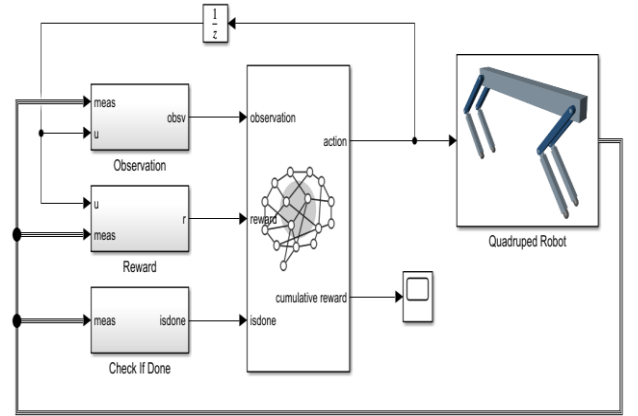 1
z
meas
obsv
u
Observation
u
r
meas
Reward
meas
isdone
Check If Done
observation
action
reward
cumulative reward
isdone
Quadruped Robot